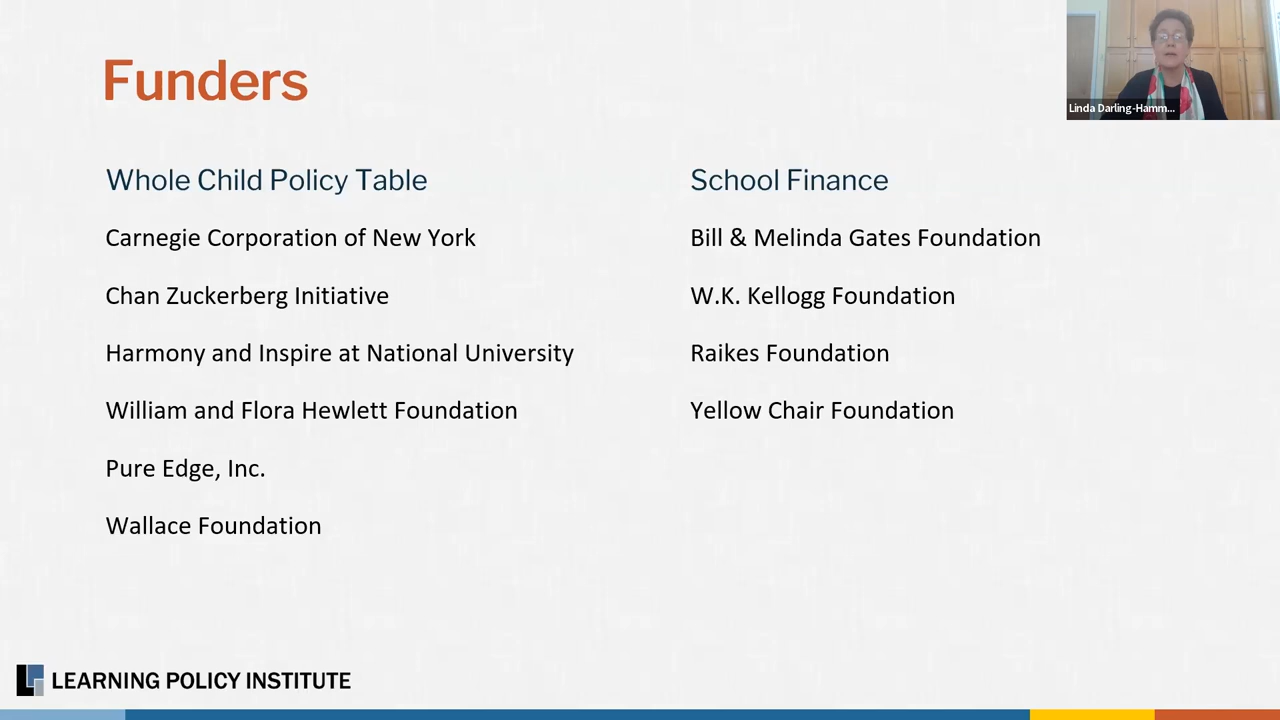 Funders
Linda Darling-Hamm...
Whole Child Policy Table
Carnegie Corporation of New York
Chan Zuckerberg Initiative
Harmony and Inspire at National University
William and Flora Hewlett Foundation
Pure Edge, Inc.
Wallace Foundation
School Finance
Bill & Melinda Gates Foundation
W.K. Kellogg Foundation
Raikes Foundation
Yellow Chair Foundation
LEARNING POLICY INSTITUTE